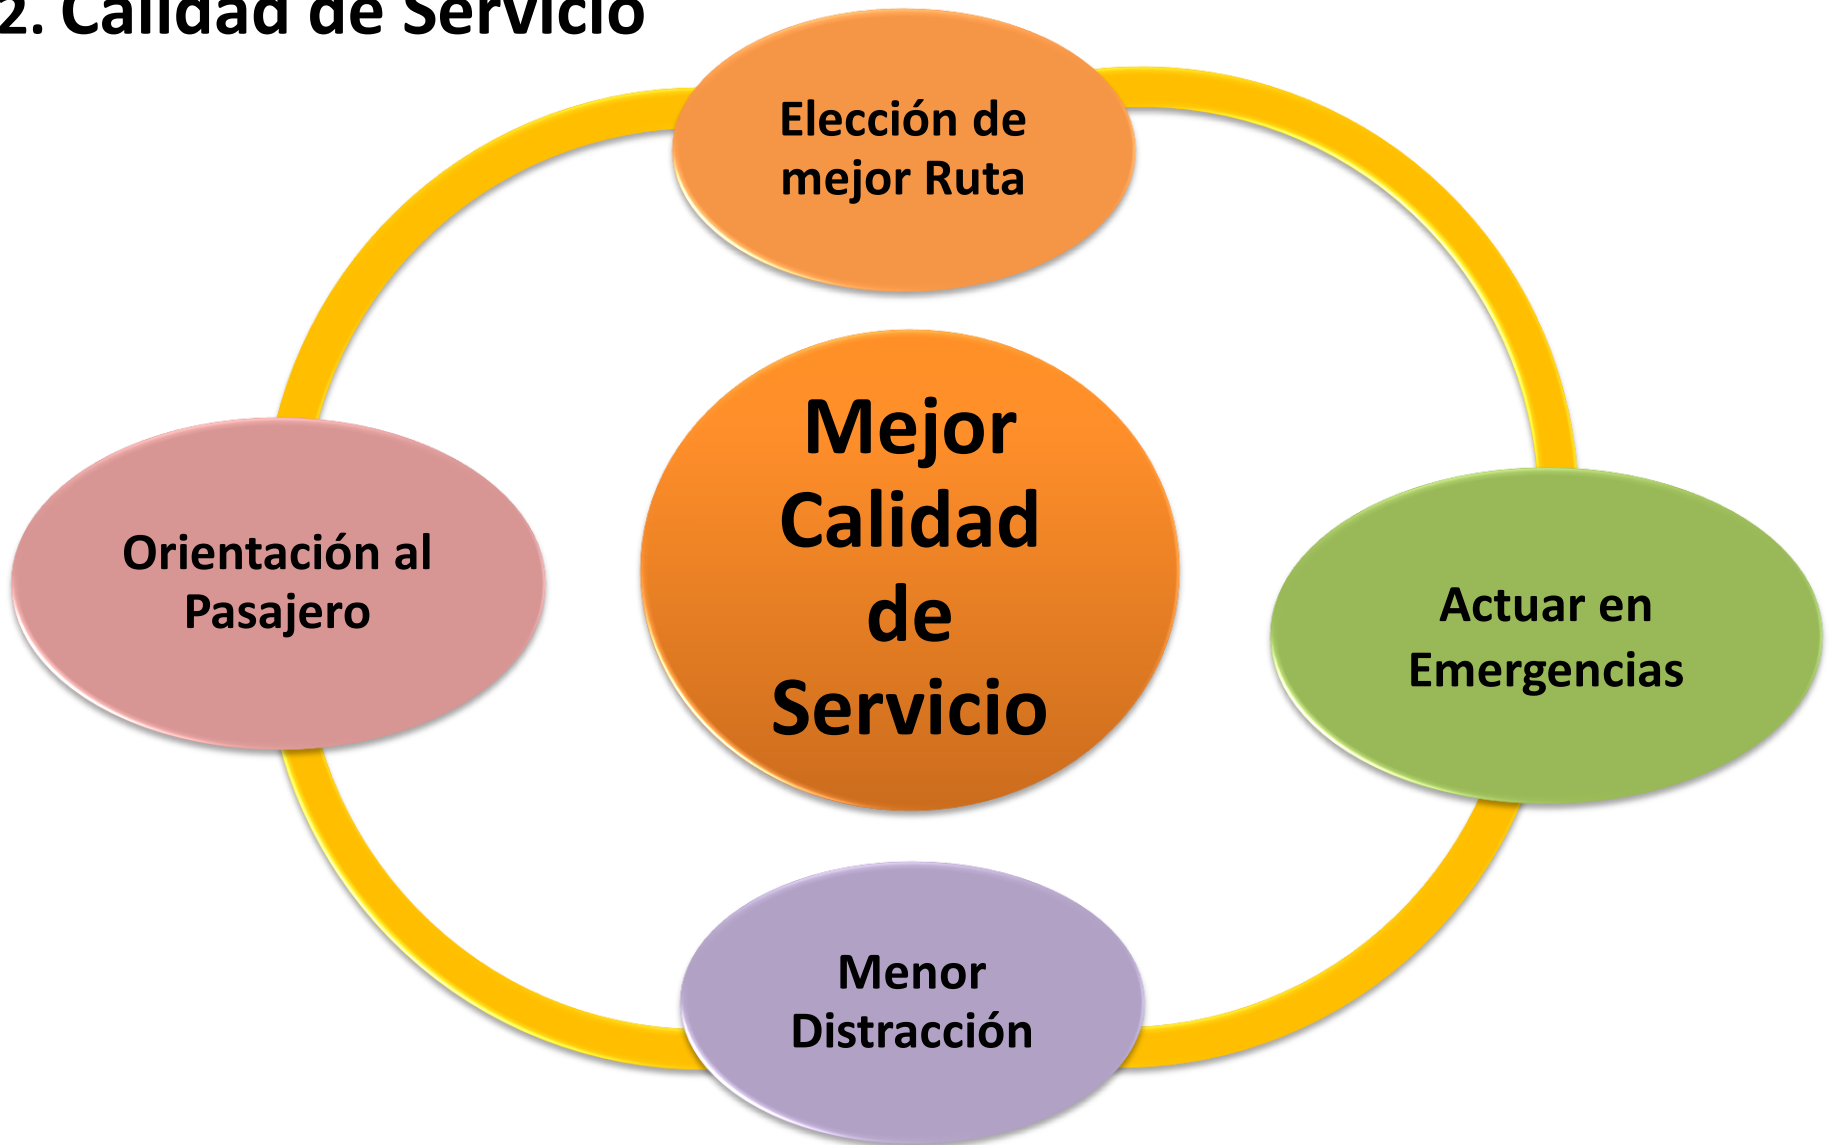 2. Calidad de Servicio
Elección de
mejor Ruta
Mejor
Calidad
de
Servicio
Orientación al
Pasajero
Actuar en
Emergencias
Menor
Distracción